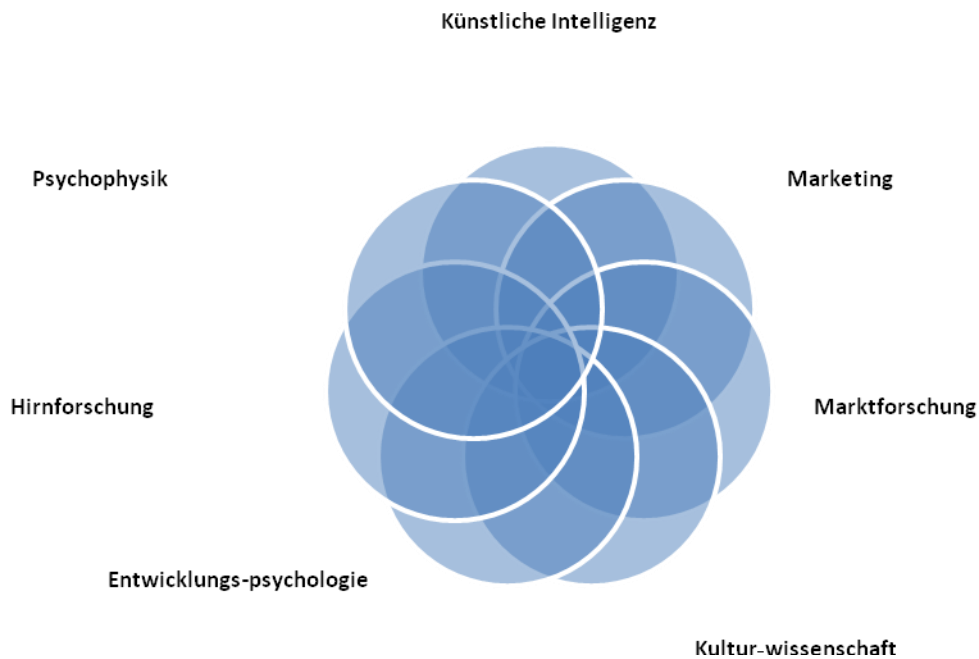 Künstliche Intelligenz
Psychophysik
Marketing
Hirnforschung
Marktforschung
Entwicklungs-psychologie
Kultur-wissenschaft